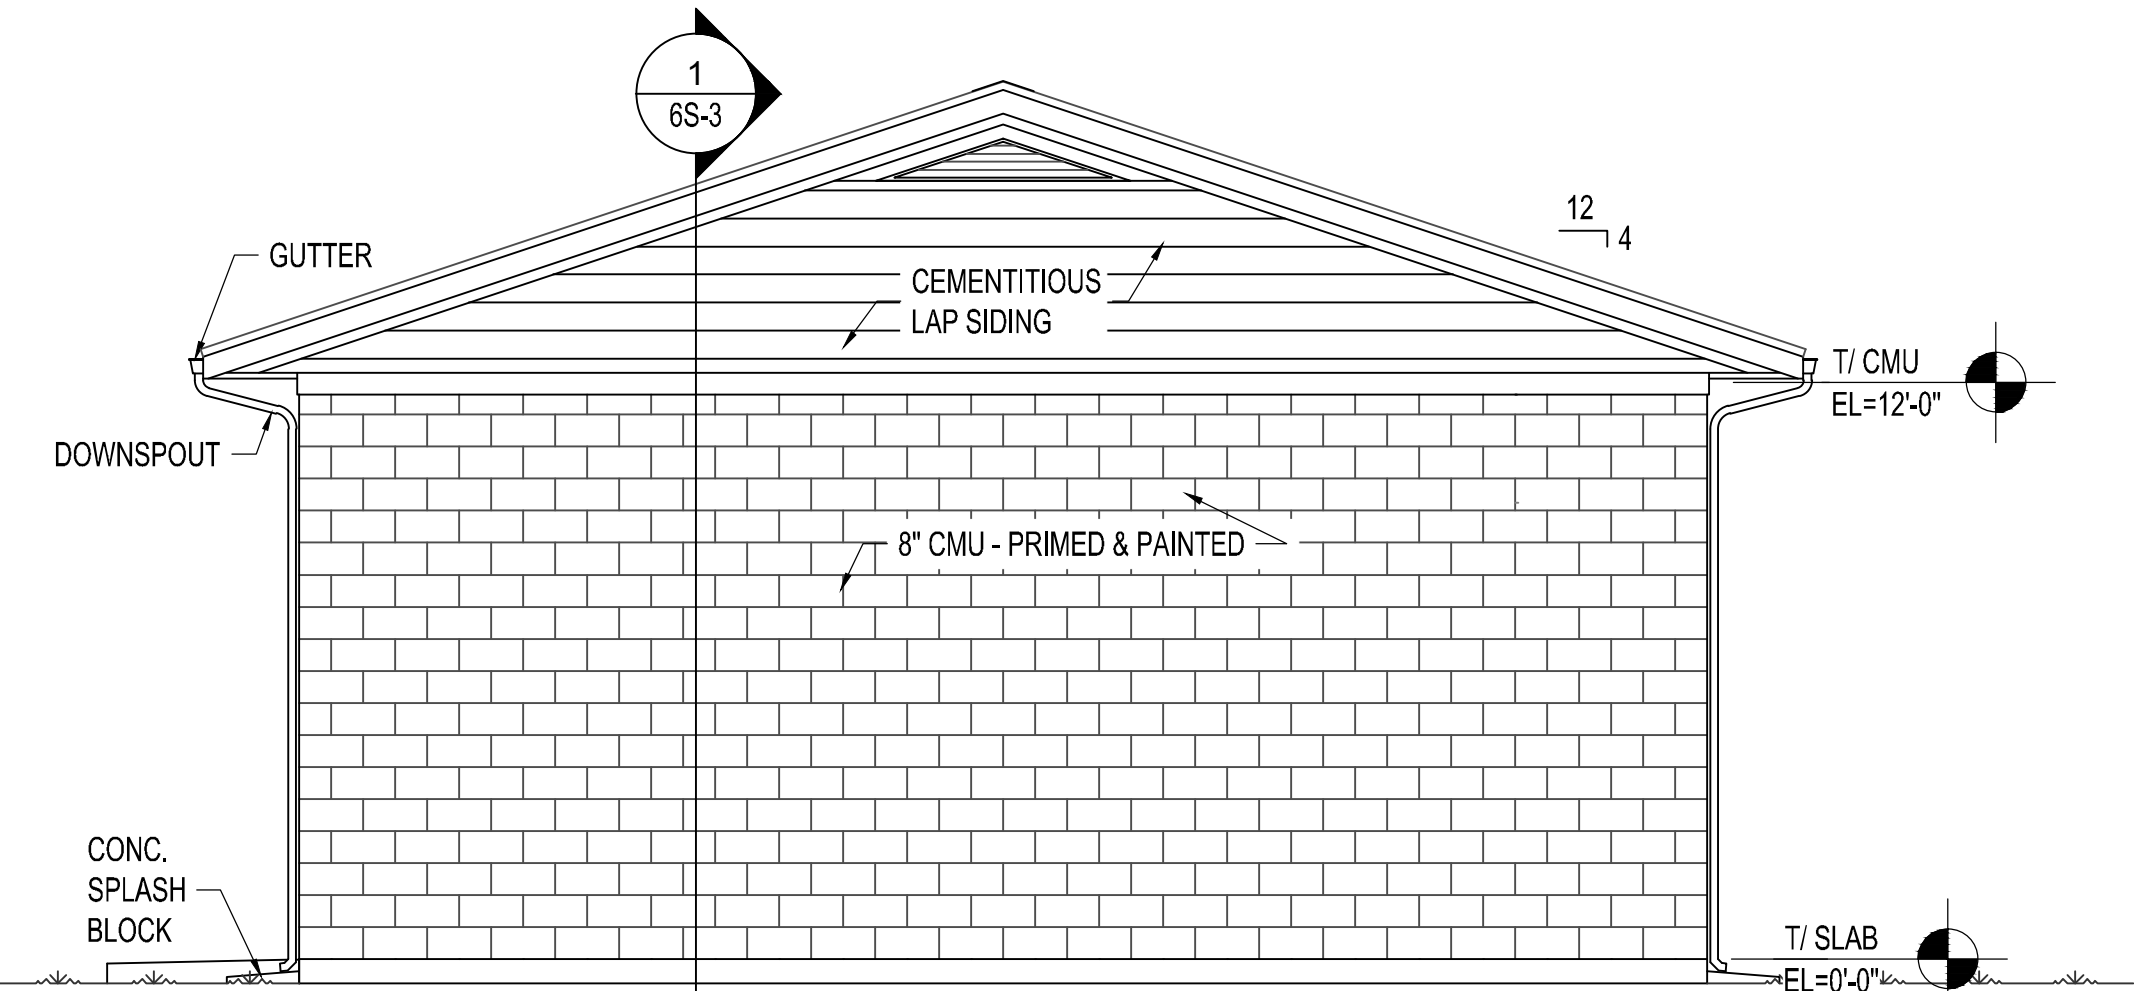 1
6S-3
12
4
GUTTER
CEMENTITIOUS
LAP SIDING
T/ CMU
EL=12'-0"
DOWNSPOUT
8" CMU - PRIMED & PAINTED
CONC.
SPLASH
BLOCK
T/ SLAB
EL=0'-0"